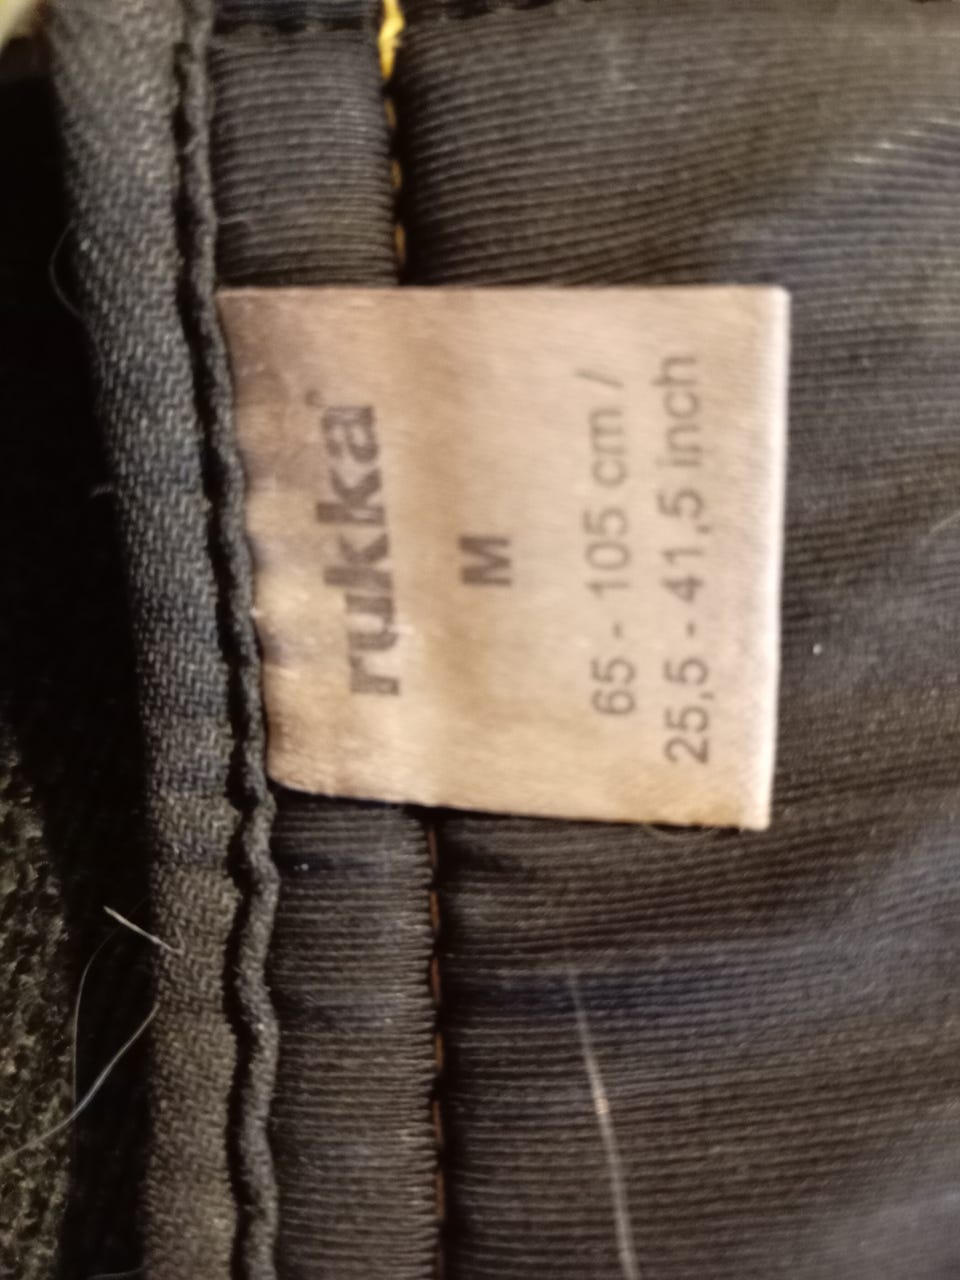 rukka
M
65 - 105 cm /
25,5 - 41,5 inch